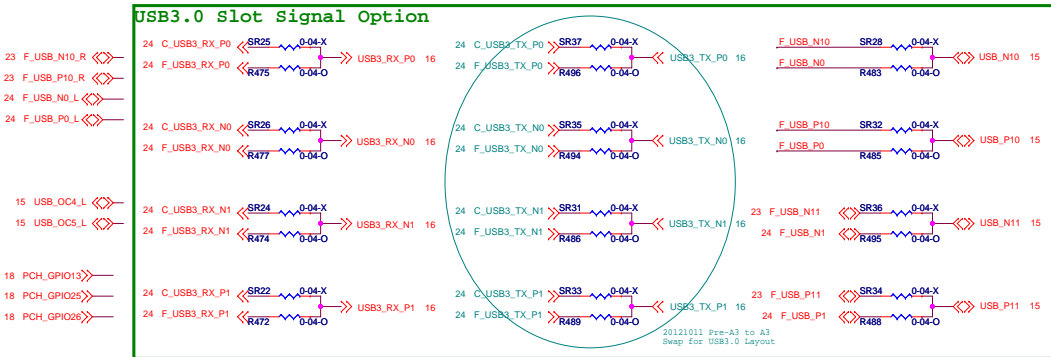 USB3.0 Slot Signal Option
23 F_USB_N10_R
23 F_USB_P10_R
24 F_USB_N0_L
24 F_USB_P0_L
15 USB_OC4_L
15 USB_OC5_L
18 PCH_GPIO13
18 PCH_GPIO25
18 PCH_GPIO26
24 C_USB3_RX_P0 SR25 0-04-X
24 F_USB3_RX_P0 R475 0-04-O
USB3_RX_P0 16
24 C_USB3_TX_P0 SR37 0-04-X
24 F_USB3_TX_P0 R496 0-04-O
USB3_TX_P0 16
F_USB_N10 SR28 0-04-X
F_USB_N0 R483 0-04-O
USB_N10 15
24 C_USB3_RX_N0 SR26 0-04-X
24 F_USB3_RX_N0 R477 0-04-O
USB3_RX_N0 16
24 C_USB3_TX_N0 SR35 0-04-X
24 F_USB3_TX_N0 R494 0-04-O
USB3_TX_N0 16
F_USB_P10 SR32 0-04-X
F_USB_P0 R485 0-04-O
USB_P10 15
24 C_USB3_RX_N1 SR24 0-04-X
24 F_USB3_RX_N1 R474 0-04-O
USB3_RX_N1 16
24 C_USB3_TX_N1 SR31 0-04-X
24 F_USB3_TX_N1 R486 0-04-O
USB3_TX_N1 16
23 F_USB_N11 SR36 0-04-X
24 F_USB_N1 R495 0-04-O
USB_N11 15
24 C_USB3_RX_P1 SR22 0-04-X
24 F_USB3_RX_P1 R472 0-04-O
USB3_RX_P1 16
24 C_USB3_TX_P1 SR33 0-04-X
24 F_USB3_TX_P1 R489 0-04-O
USB3_TX_P1 16
23 F_USB_P11 SR34 0-04-X
24 F_USB_P1 R488 0-04-O
USB_P11 15
20121011 Pre-A3 to A3
Swap for USB3.0 Layout